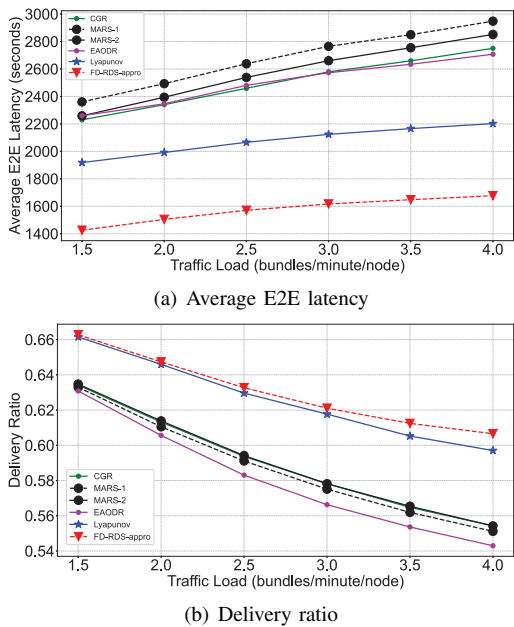 3000
2800
2600
2400
2200
2000
1800
1600
1400
Average E2E Latency (seconds)
CGR
MARS-1
MARS-2
EAODR
Lyapunov
FD-RDS-appro
1.5 2.0 2.5 3.0 3.5 4.0
Traffic Load (bundles/minute/node)
(a) Average E2E latency
0.66
0.64
0.62
0.60
0.58
0.56
0.54
Delivery Ratio
CGR
MARS-1
MARS-2
EAODR
Lyapunov
FD-RDS-appro
1.5 2.0 2.5 3.0 3.5 4.0
Traffic Load (bundles/minute/node)
(b) Delivery ratio